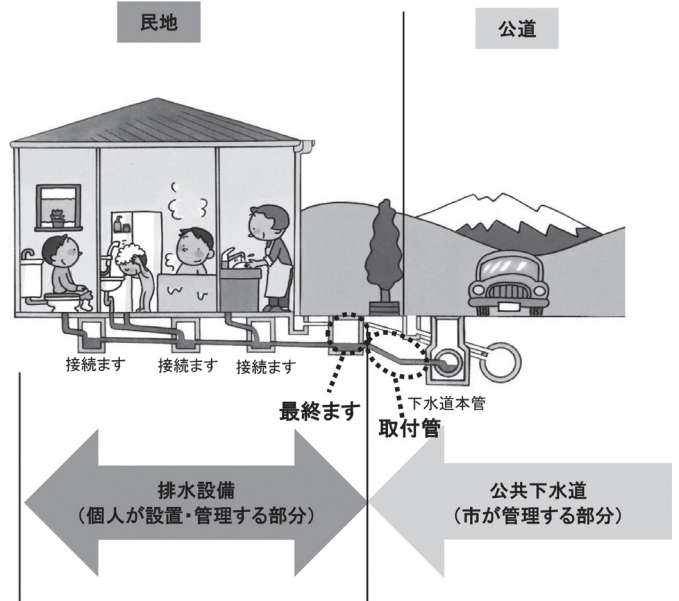 民地
公道
接続ます
接続ます
接続ます
最終ます
下水道本管
取付管
排水設備
（個人が設置・管理する部分）
公共下水道
（市が管理する部分）